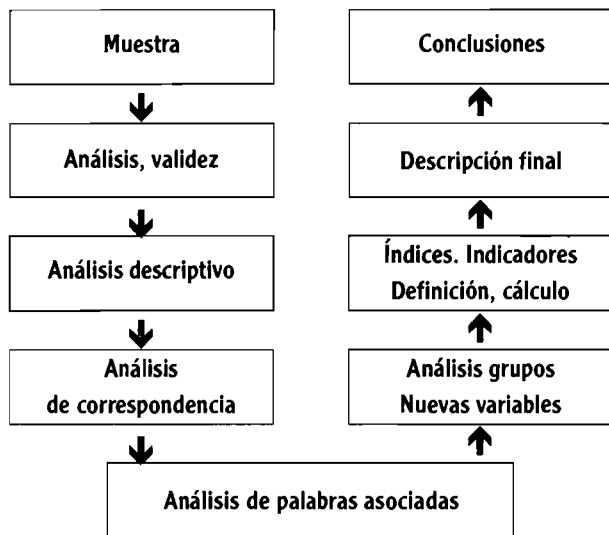 Muestra
Análisis, validez
Análisis descriptivo
Análisis
de correspondencia
Análisis de palabras asociadas
Análisis grupos
Nuevas variables
Índices. Indicadores
Definición, cálculo
Descripción final
Conclusiones